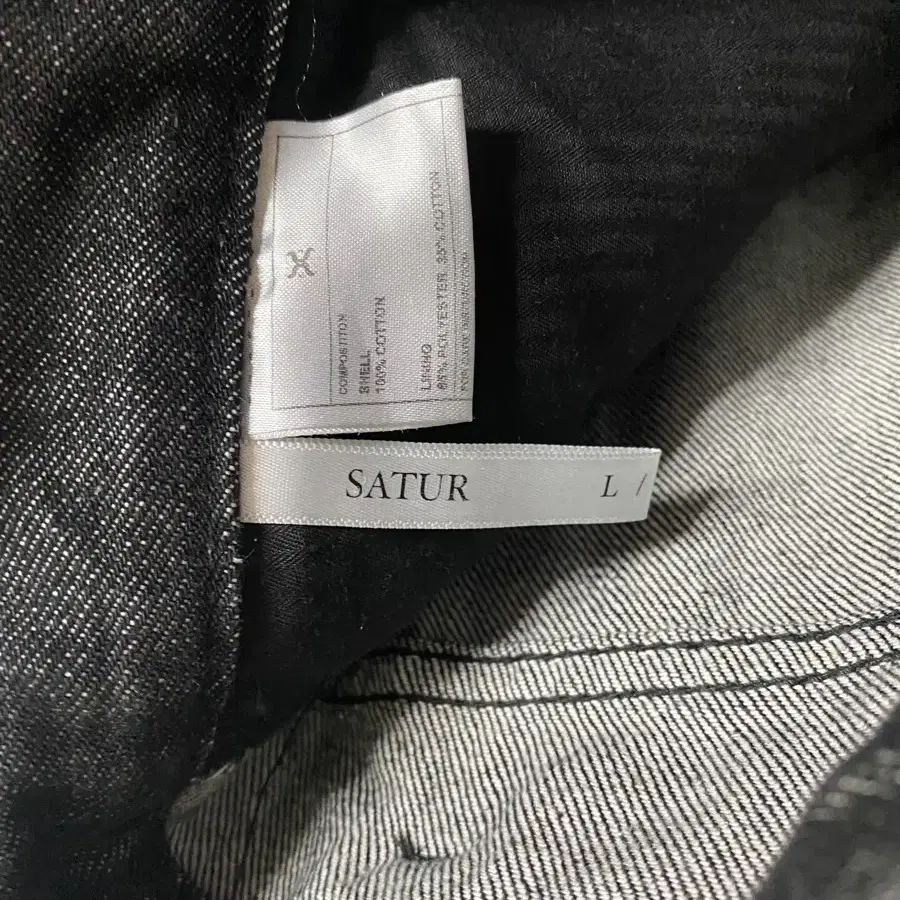 COMPOSITION
SHELL
100% COTTON
LINING
65% POLYESTER 35% COTTON
SATUR L /